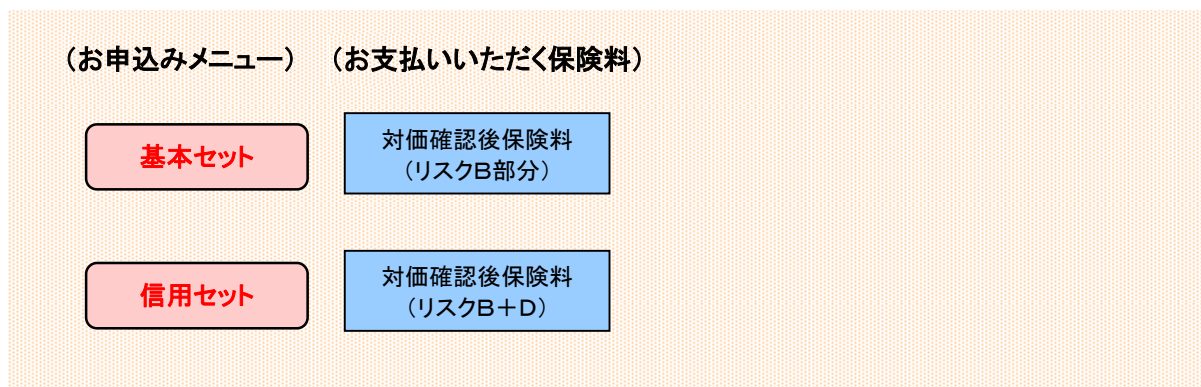 （お申込みメニュー） （お支払いいただく保険料）
基本セット
対価確認後保険料
（リスクB部分）
信用セット
対価確認後保険料
（リスクB＋D）